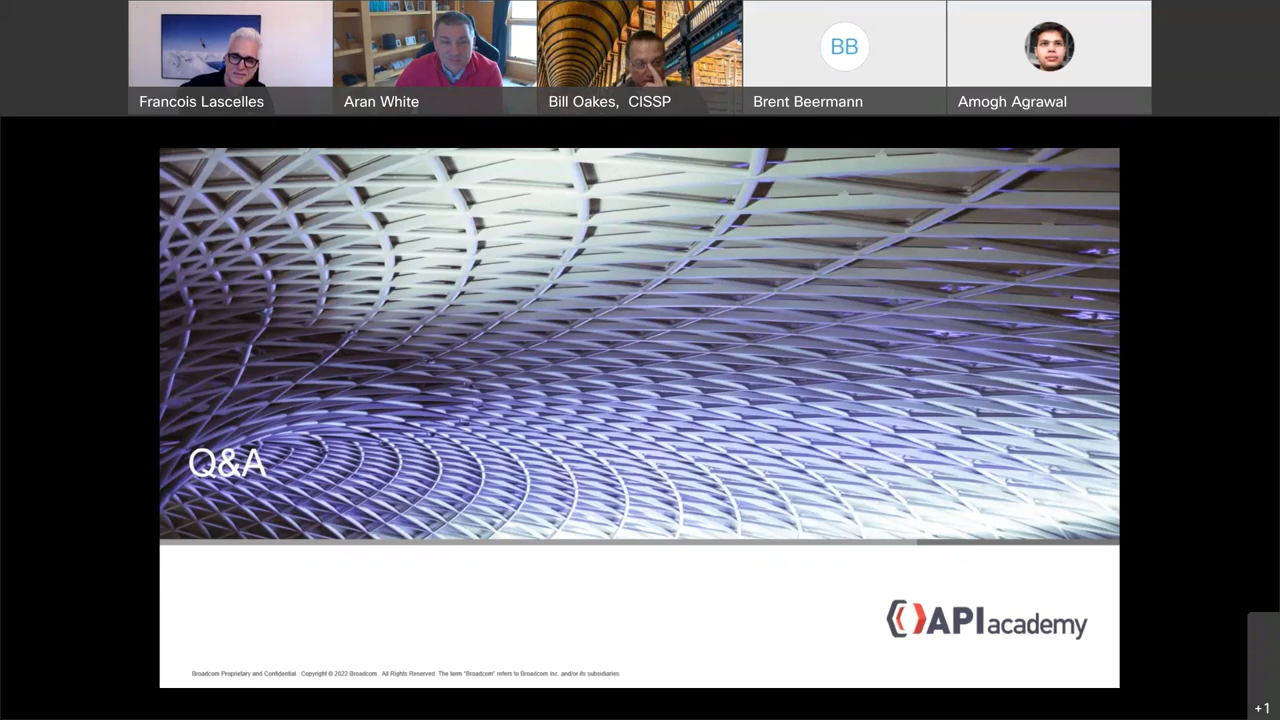 Francois Lascelles
Aran White
Bill Oakes, CISSP
BB
Brent Beermann
Amogh Agrawal
Q&A
API academy
Broadcom Proprietary and Confidential. Copyright © 2022 Broadcom. All Rights Reserved. The term "Broadcom" refers to Broadcom Inc. and/or its subsidiaries
+1